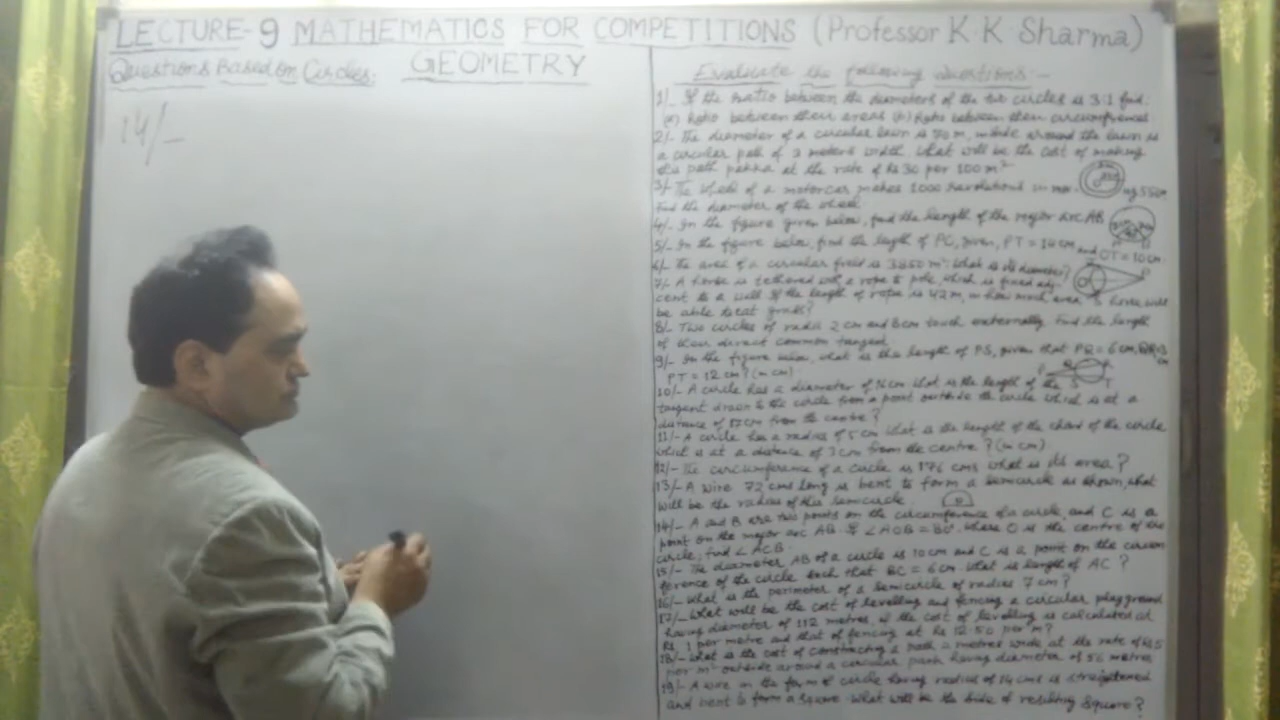 LECTURE-9 MATHEMATICS FOR COMPETITIONS (Professor K.K Sharma)
Questions Based on Circles:
GEOMETRY
14/-
Evaluate the following Questions:-
1/- If the ratio between the diameters of the two circles is 3:1 find.
(a) Ratio between their areas (b) Ratio between their circumferences
2/- The diameter of a circular lawn is 70 m, inside around the lawn is
a circular path of 3 meters width. What will be the cost of making
the path pakka at the rate of Rs 30 per 100 m²
3/- The wheel of a motorcar makes 1000 revolutions in
Find the diameter of the wheel.
4/- In the figure given below, find the length of the major arc AB
5/- In the figure below, find the length of PC, given, PT = cm and OT = 10 cm.
6/- The area of a circular field is 3850 m². What is its diameter?
7/- A horse is tethered with a rope to pole, which is fixed adj-
cent to a wall. If the length of rope is 42 m, in how much area horse will
be able to eat grass?
8/- Two circles of radii 2 cm and 8 cm touch externally. Find the length
of their direct common tangent
9/- In the figure below, what is the length of PS, given that PQ = 6 cm,
PT = 12 cm? (in cm)
10/- A circle has a diameter of 16 cm. What is the length of the
tangent drawn to the circle from a point outside the circle which is at a
distance of cm from the centre?
11/- A circle has a radius of 5 cm. What is the length of the chord of the circle
which is at a distance of 3 cm from the centre? (in cm)
12/- The circumference of a circle is 176 cms. What is its area?
13/- A wire 72 cms long is bent to form a semicircle as shown, what
will be the radius of this semicircle.
14/- A and B are two points on the circumference of a circle and C is a
point on the major arc AB. If ∠AOB = 80°. Where O is the centre of the
circle, find ∠ACB.
15/- The diameter AB of a circle is 10 cm and C is a point on the circum
ference of the circle such that BC = 6 cm. What is length of AC?
16/- What is the perimeter of a semicircle of radius 7 cm?
17/- What will be the cost of levelling and fencing a circular playground
having diameter of 112 metres, if the cost of levelling is calculated at
Rs. 1 per metre and that of fencing at Rs 12.50 per m?
18/- What is the cost of constructing a path metres wide at the rate of Rs 5
per m² outside around a circular park having diameter of 56 metres
19/- A wire in the form of circle having radius of 14 cms is straightened
and bent to form a square. What will be the side of resulting square?